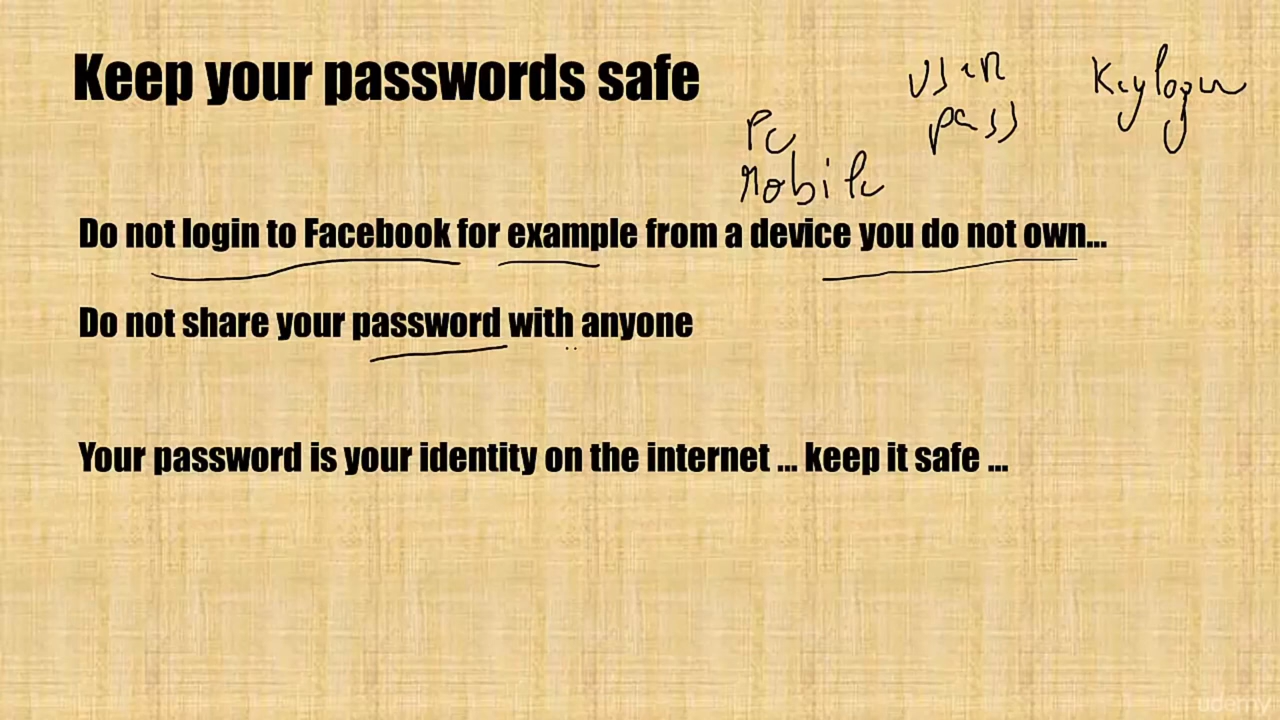 Keep your passwords safe
user
pass
Keylogger
Pc
Mobile
Do not login to Facebook for example from a device you do not own...
Do not share your password with anyone
Your password is your identity on the internet ... keep it safe ...
udemy